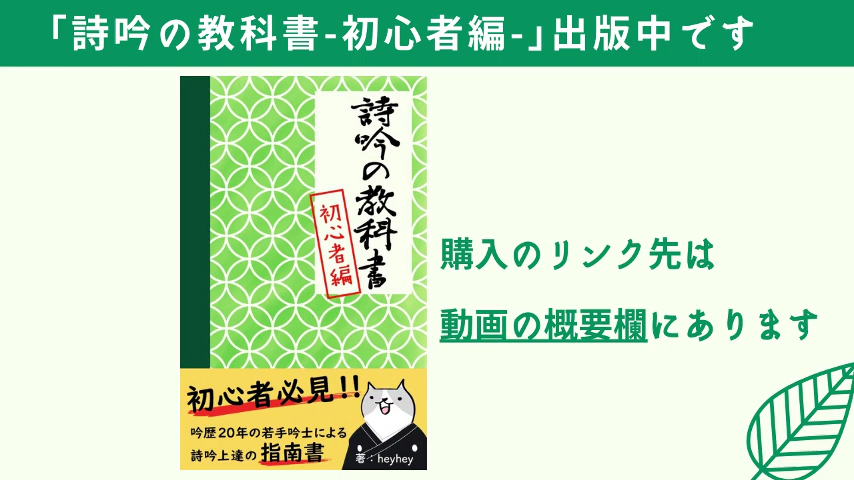 「詩吟の教科書-初心者編-」出版中です
詩吟の教科書
初心者編
初心者必見!!
吟歴20年の若手吟士による
詩吟上達の指南書
著：heyhey
購入のリンク先は
動画の概要欄にあります